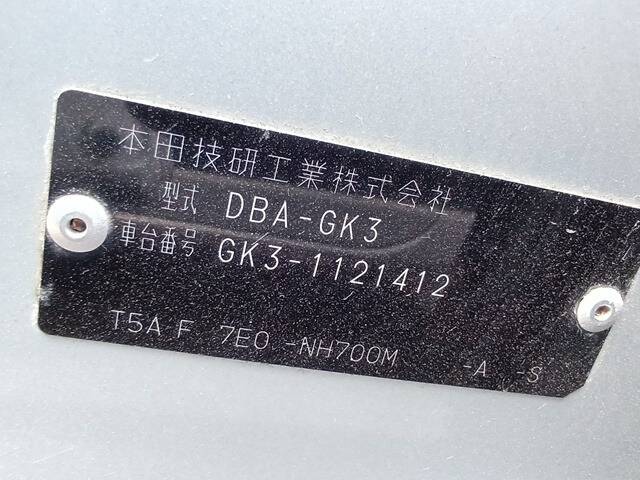 本田技研工業株式会社
型式 DBA-GK3
車台番号 GK3-1121412
T5A F 7E0 -NH700M -A -S